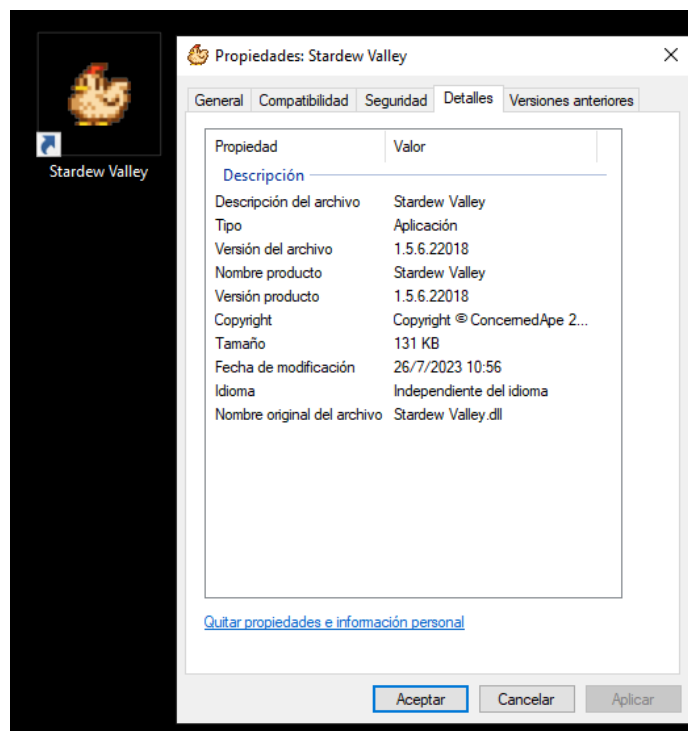 Stardew Valley
Propiedades: Stardew Valley
General Compatibilidad Seguridad Detalles Versiones anteriores
Propiedad Valor
Descripción
Descripción del archivo Stardew Valley
Tipo Aplicación
Versión del archivo 1.5.6.22018
Nombre producto Stardew Valley
Versión producto 1.5.6.22018
Copyright Copyright © ConcernedApe 2...
Tamaño 131 KB
Fecha de modificación 26/7/2023 10:56
Idioma Independiente del idioma
Nombre original del archivo Stardew Valley.dll
Quitar propiedades e información personal
Aceptar Cancelar Aplicar